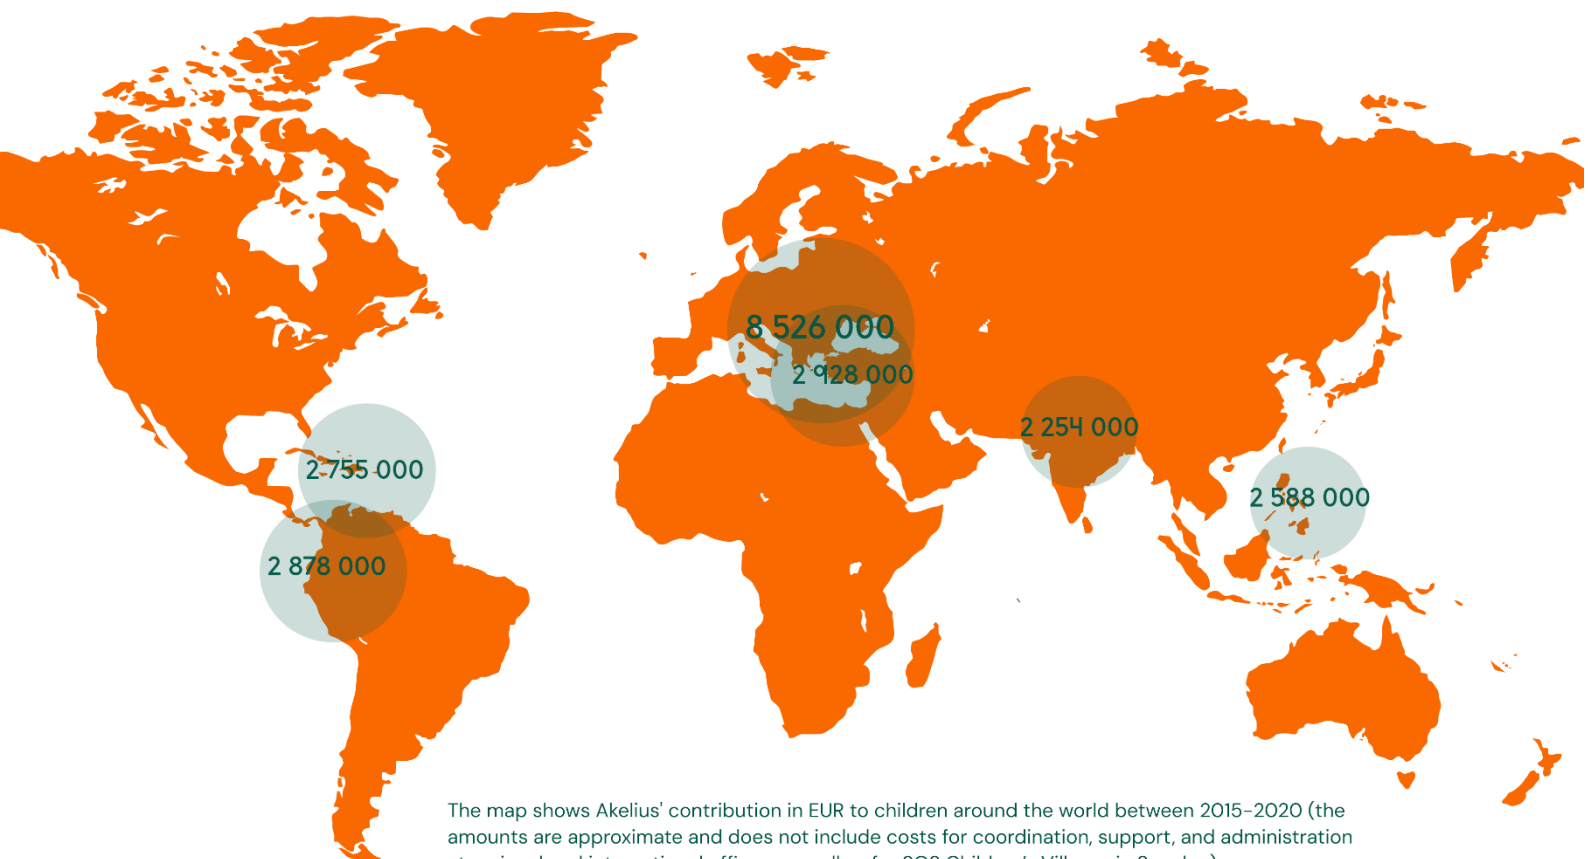 8 526 000
2 928 000
2 254 000
2 755 000
2 588 000
2 878 000
The map shows Akelius' contribution in EUR to children around the world between 2015-2020 (the
amounts are approximate and does not include costs for coordination, support, and administration